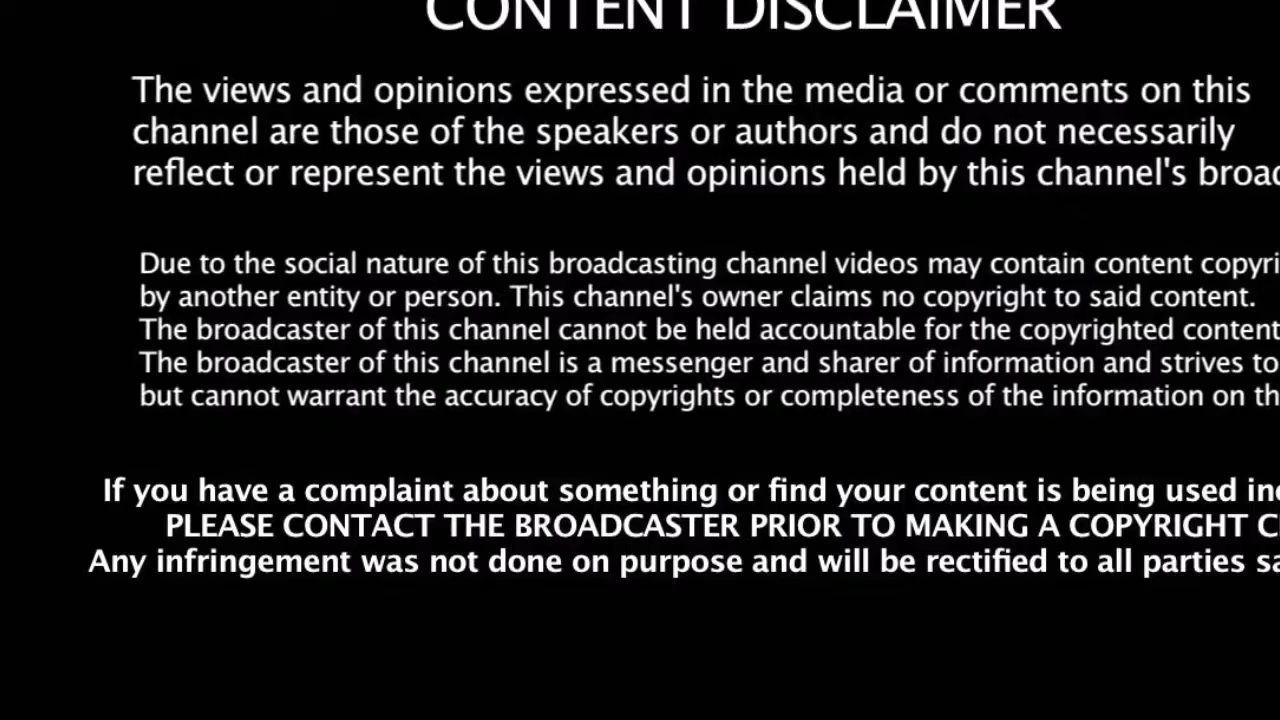 CONTENT DISCLAIMER
The views and opinions expressed in the media or comments on this
channel are those of the speakers or authors and do not necessarily
reflect or represent the views and opinions held by this channel's
Due to the social nature of this broadcasting channel videos may contain content
by another entity or person. This channel's owner claims no copyright to said content.
The broadcaster of this channel cannot be held accountable for the copyrighted content
The broadcaster of this channel is a messenger and sharer of information and strives to
but cannot warrant the accuracy of copyrights or completeness of the information on
If you have a complaint about something or find your content is being used
PLEASE CONTACT THE BROADCASTER PRIOR TO MAKING A COPYRIGHT
Any infringement was not done on purpose and will be rectified to all parties